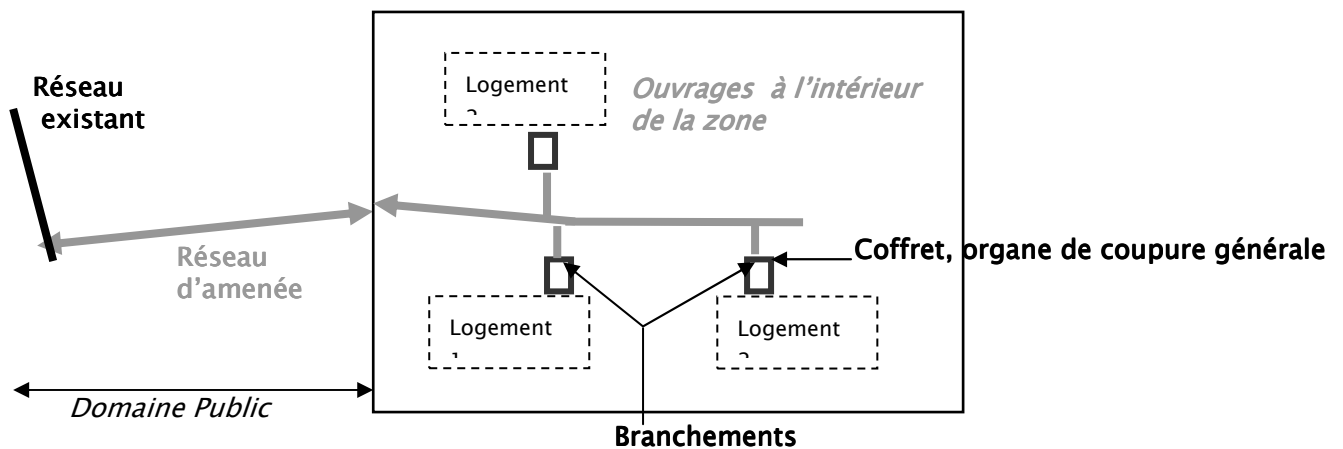 Réseau
existant
Logement
Ouvrages à l'intérieur
de la zone
Réseau
d'amenée
Coffret, organe de coupure générale
Logement
Logement
Domaine Public
Branchements